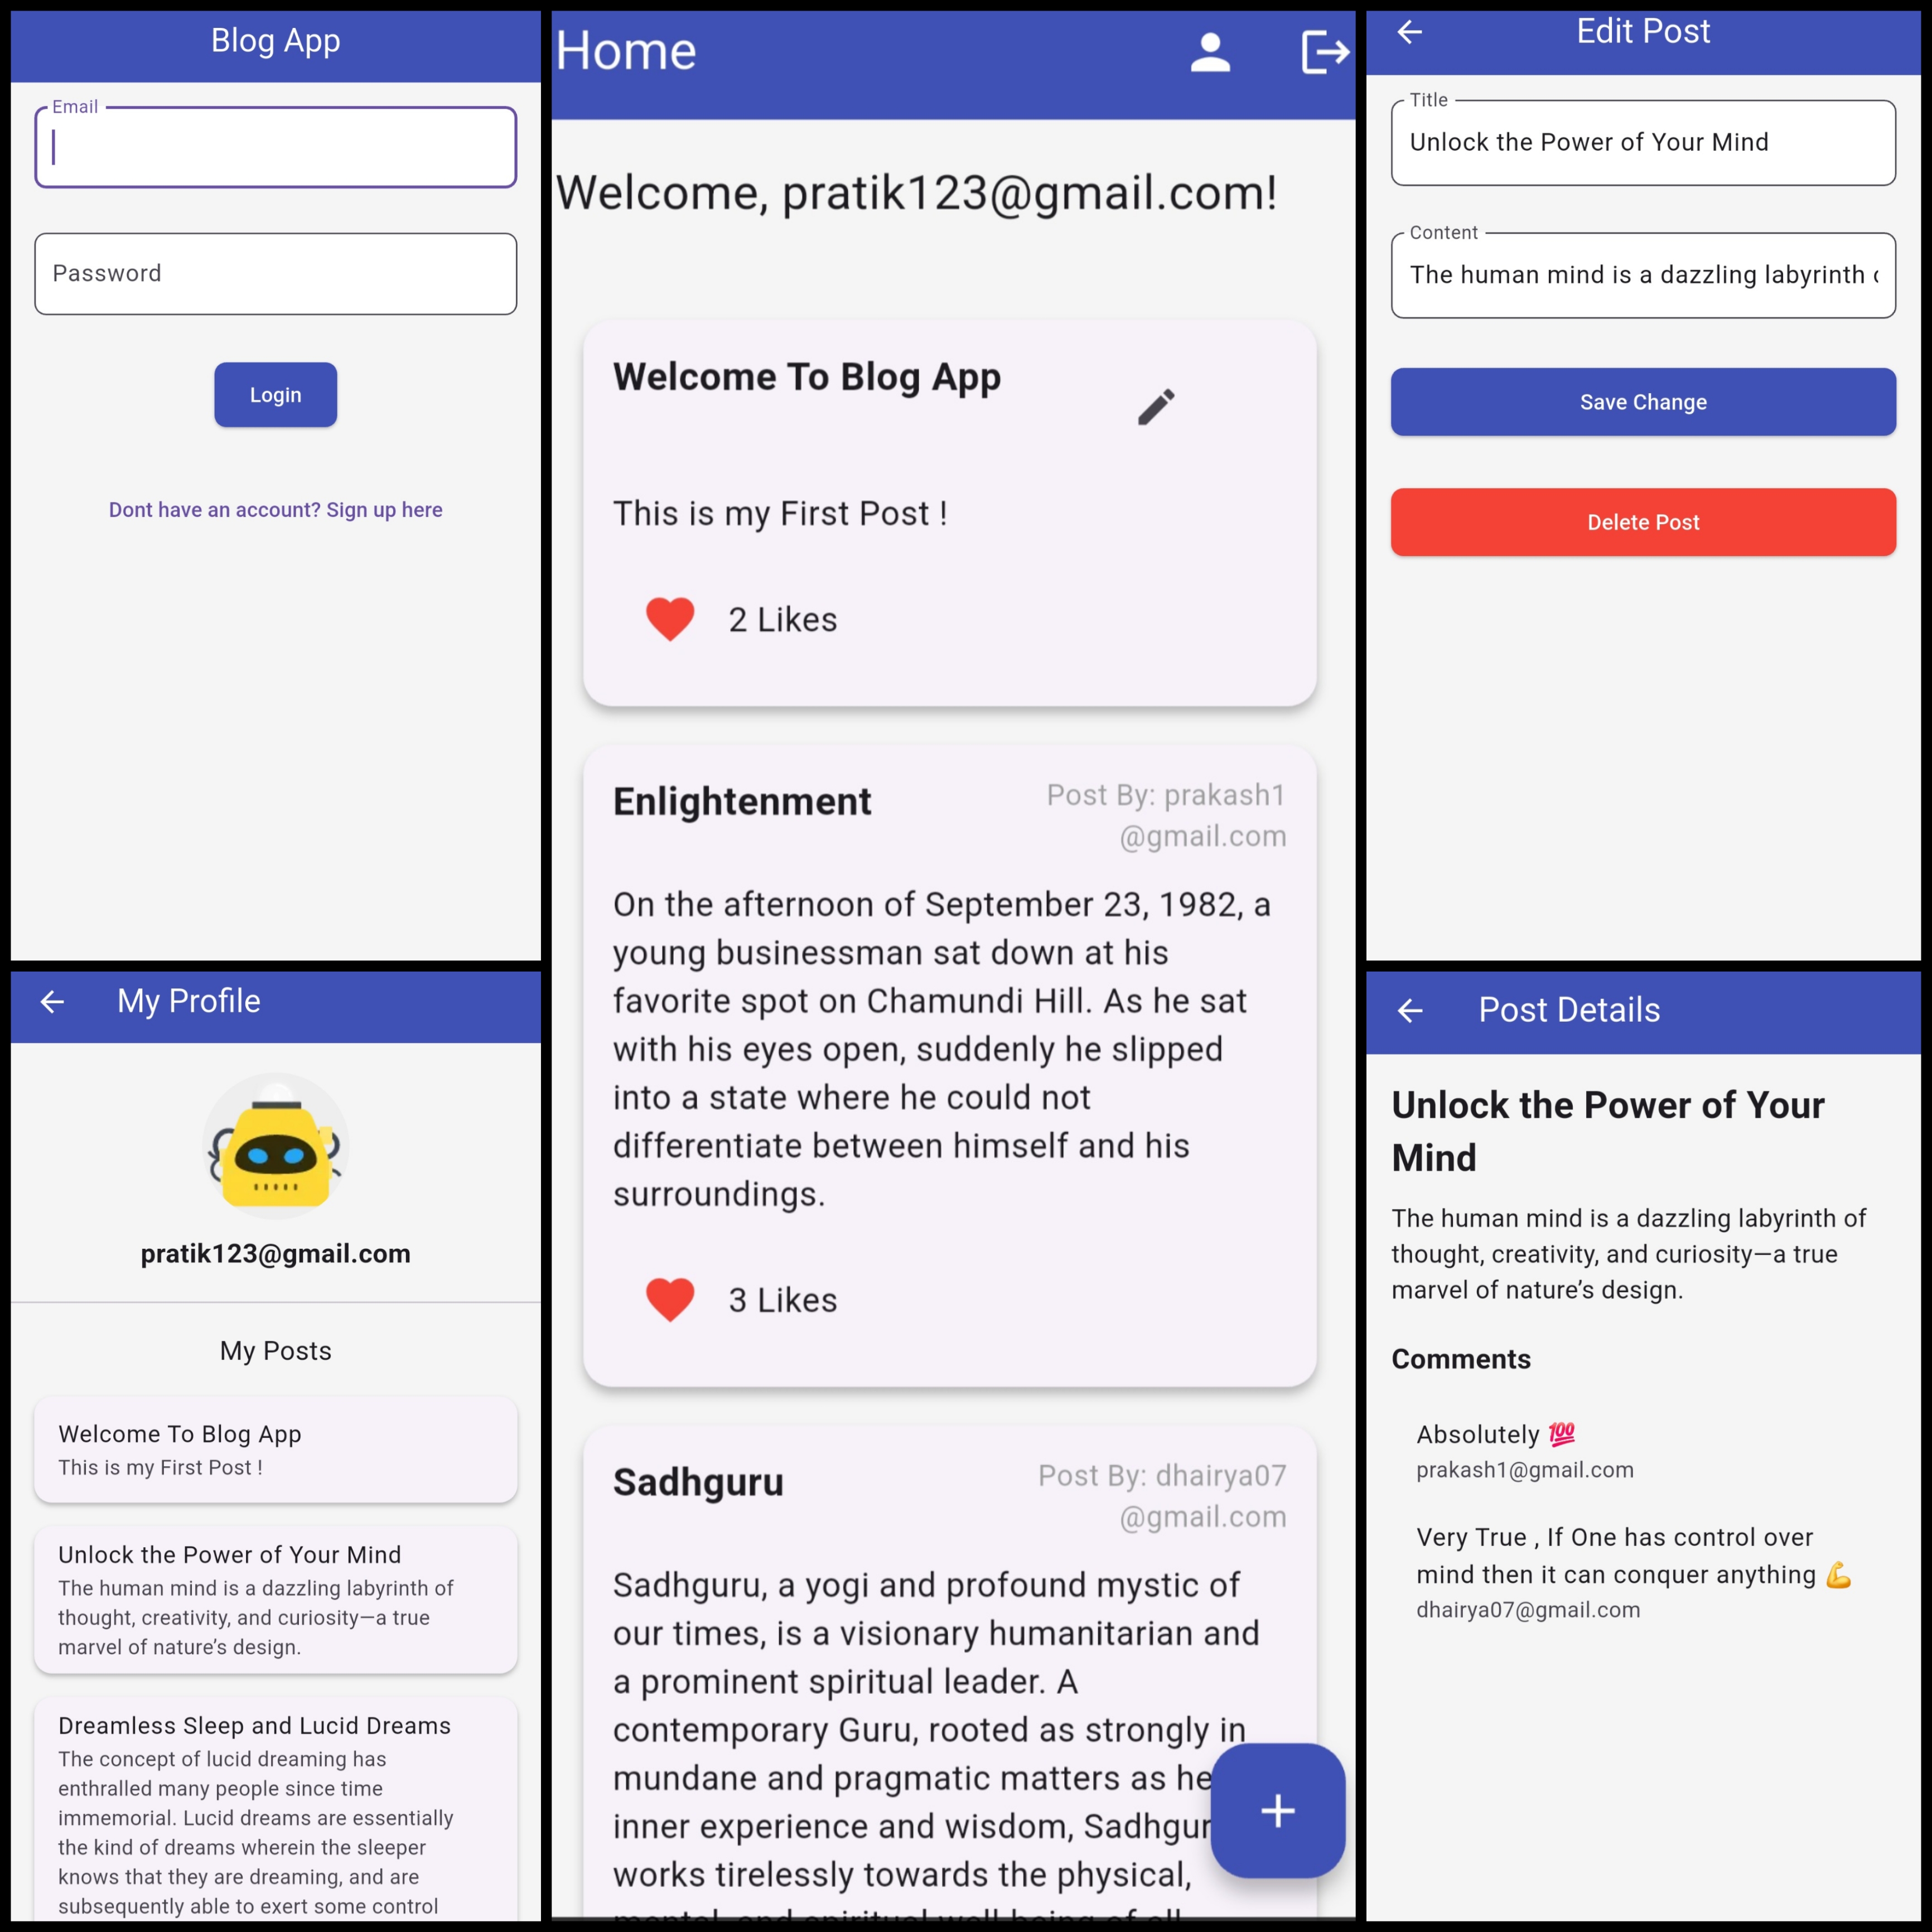 Blog App
Email
Password
Login
Dont have an account? Sign up here
My Profile
pratik123@gmail.com
My Posts
Welcome To Blog App
This is my First Post !
Unlock the Power of Your Mind
The human mind is a dazzling labyrinth of
thought, creativity, and curiosity—a true
marvel of nature’s design.
Dreamless Sleep and Lucid Dreams
The concept of lucid dreaming has
enthralled many people since time
immemorial. Lucid dreams are essentially
the kind of dreams wherein the sleeper
knows that they are dreaming, and are
subsequently able to exert some control
Home
Welcome, pratik123@gmail.com!
Welcome To Blog App
This is my First Post !
2 Likes
Enlightenment
Post By: prakash1
@gmail.com
On the afternoon of September 23, 1982, a
young businessman sat down at his
favorite spot on Chamundi Hill. As he sat
with his eyes open, suddenly he slipped
into a state where he could not
differentiate between himself and his
surroundings.
3 Likes
Sadhguru
Post By: dhairya07
@gmail.com
Sadhguru, a yogi and profound mystic of
our times, is a visionary humanitarian and
a prominent spiritual leader. A
contemporary Guru, rooted as strongly in
mundane and pragmatic matters as he
inner experience and wisdom, Sadhgur
works tirelessly towards the physical,
mental, and spiritual well-being of all
Edit Post
Title
Unlock the Power of Your Mind
Content
The human mind is a dazzling labyrinth
Save Change
Delete Post
Post Details
Unlock the Power of Your
Mind
The human mind is a dazzling labyrinth of
thought, creativity, and curiosity—a true
marvel of nature’s design.
Comments
Absolutely 💯
prakash1@gmail.com
Very True , If One has control over
mind then it can conquer anything 💪
dhairya07@gmail.com